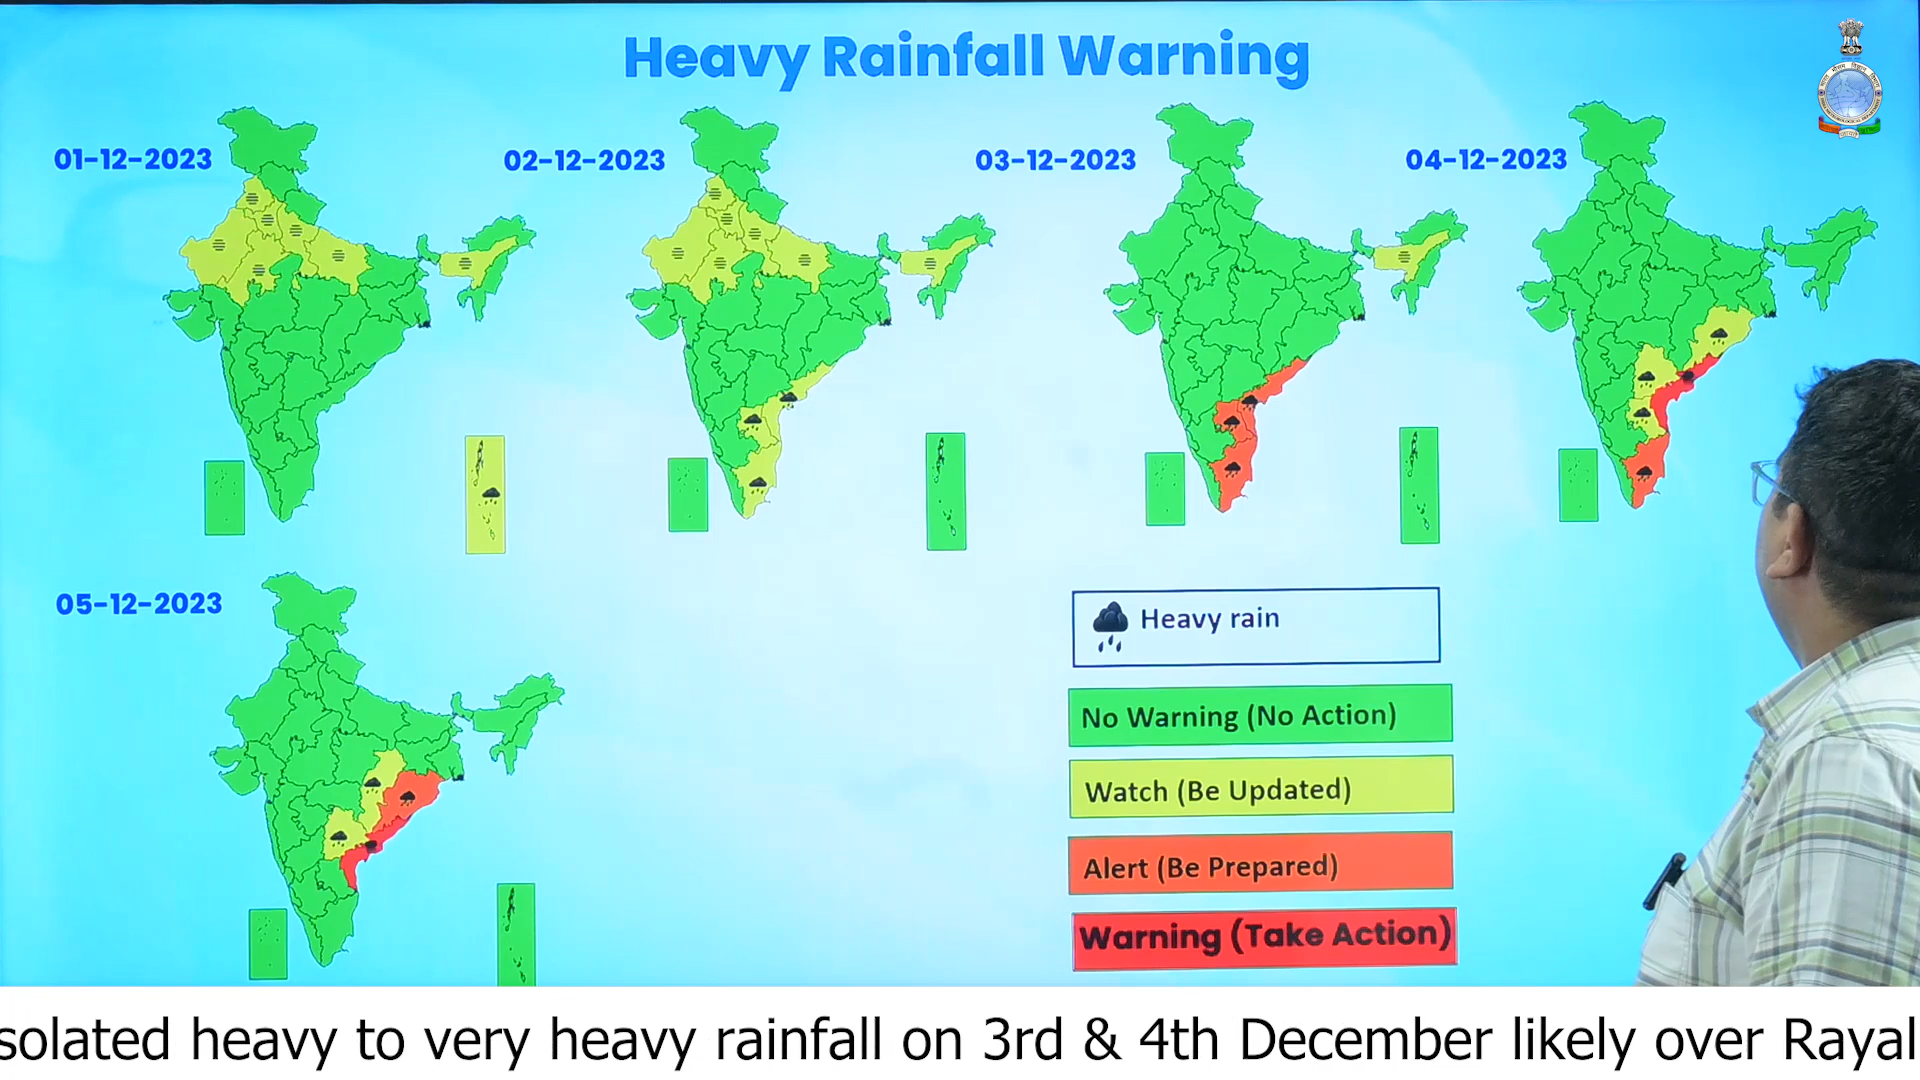 Heavy Rainfall Warning
01-12-2023
02-12-2023
03-12-2023
04-12-2023
05-12-2023
Heavy rain
No Warning (No Action)
Watch (Be Updated)
Alert (Be Prepared)
Warning (Take Action)
solated heavy to very heavy rainfall on 3rd & 4th December likely over Rayal